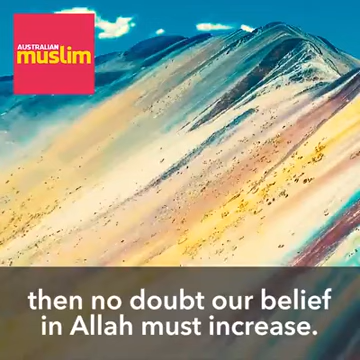 AUSTRALIAN
muslim
then no doubt our belief
in Allah must increase.